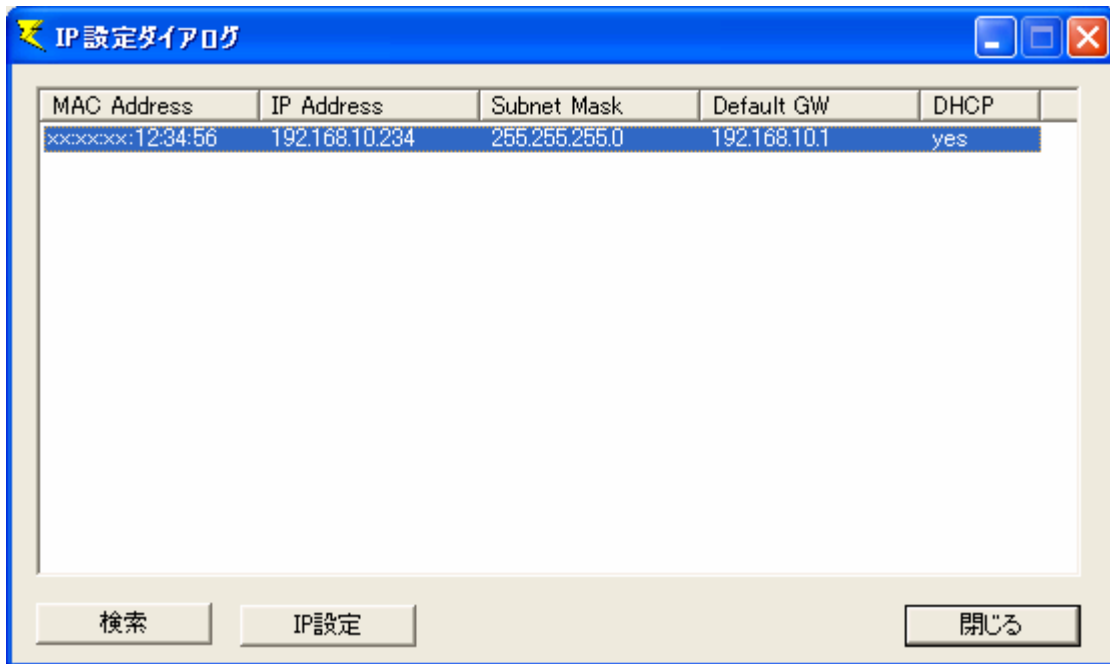 IP設定ダイアログ
MAC Address IP Address Subnet Mask Default GW DHCP
xx:xx:xx:12:34:56 192.168.10.234 255.255.255.0 192.168.10.1 yes
検索 IP設定 閉じる